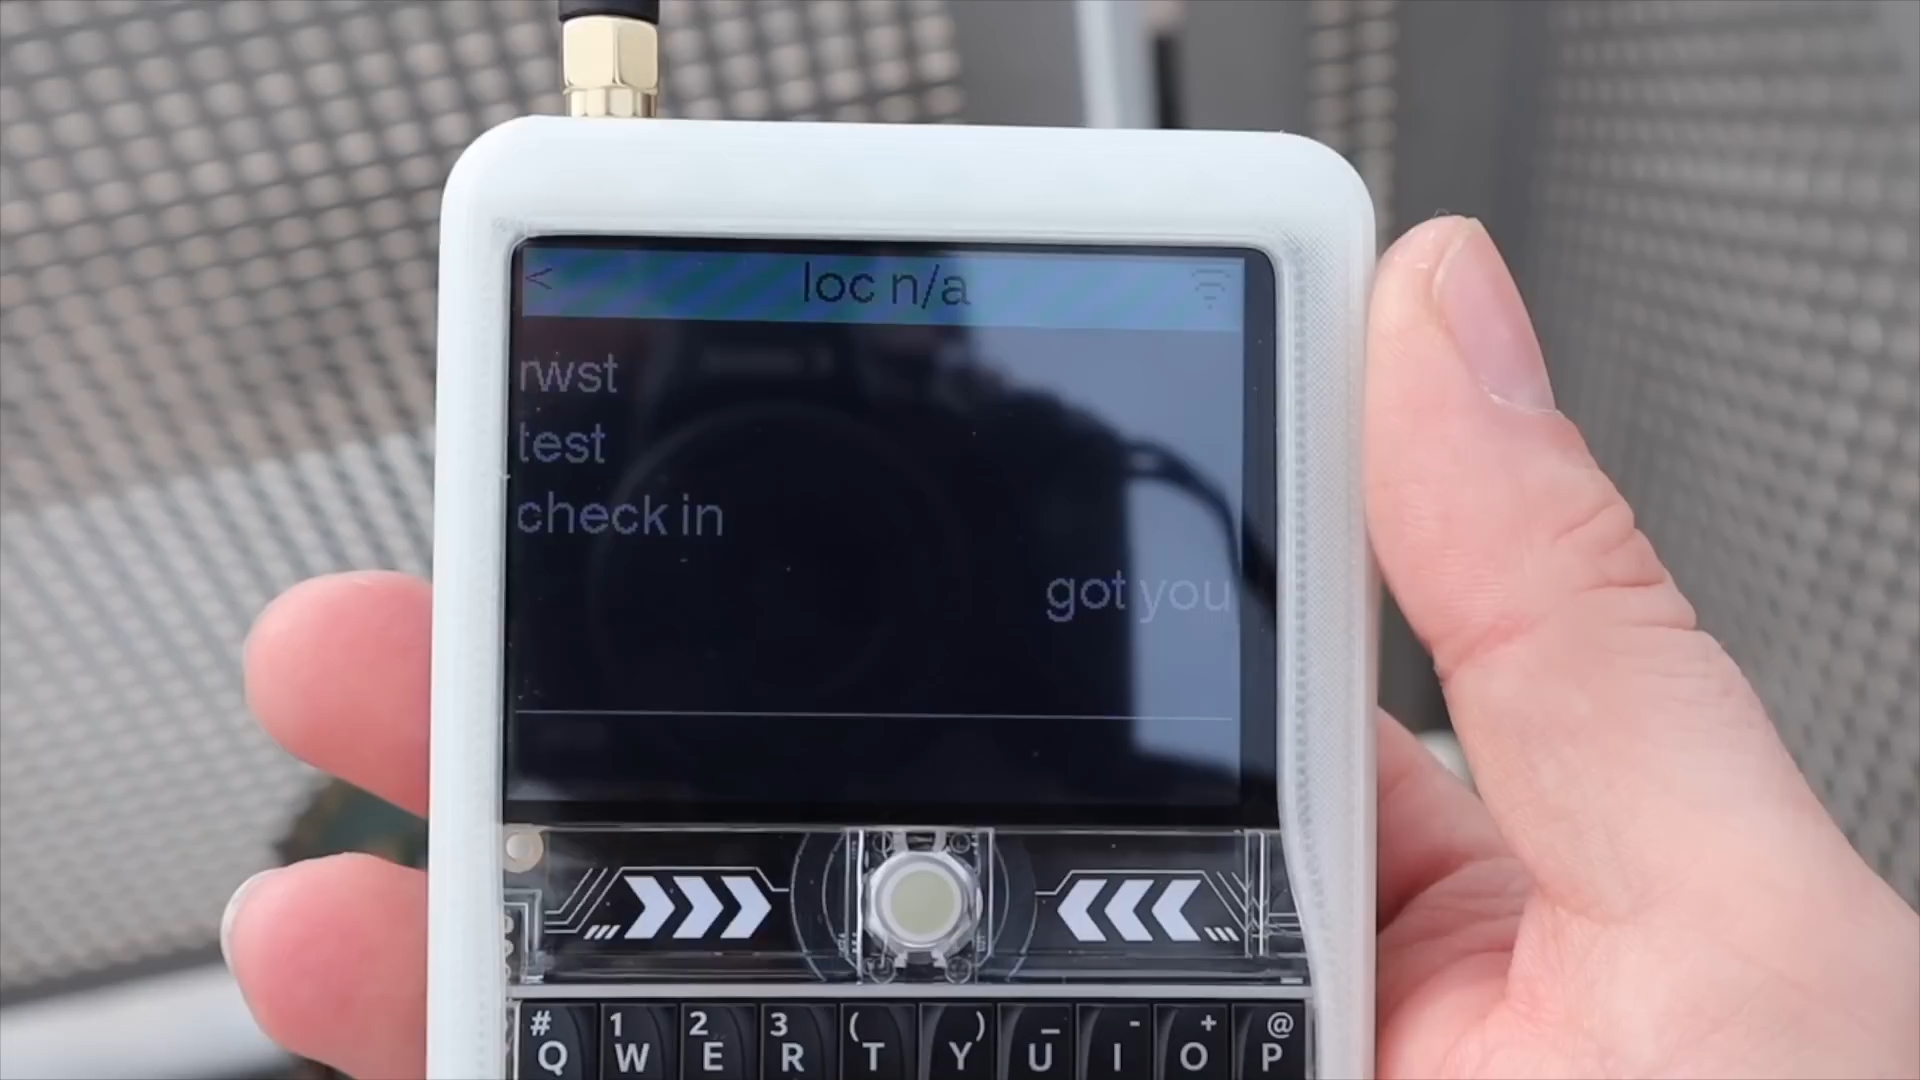 < loc n/a
rwst
test
check in
got you
# 1 2 3 ( ) _ - + @
Q W E R T Y U I O P